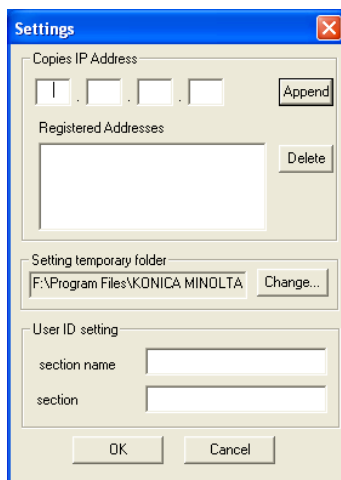 Settings
Copies IP Address
. . .
Append
Registered Addresses
Delete
Setting temporary folder
F:\Program Files\KONICA MINOLTA
Change...
User ID setting
section name
section
OK Cancel